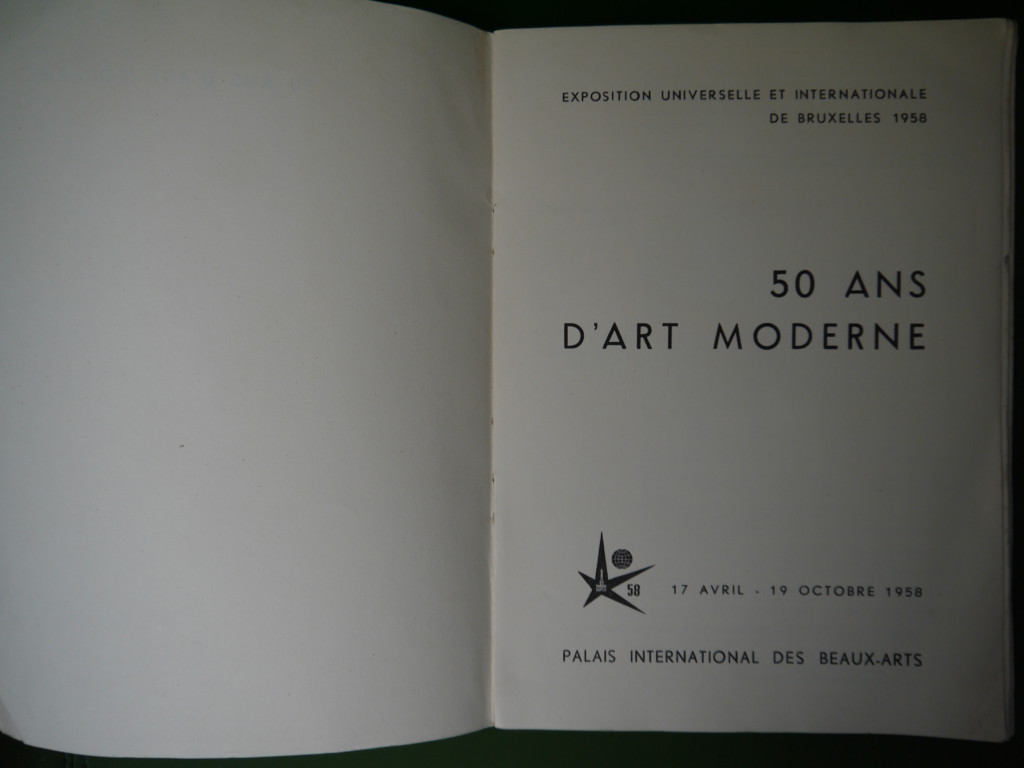 EXPOSITION UNIVERSELLE ET INTERNATIONALE
DE BRUXELLES 1958
50 ANS
D'ART MODERNE
58
17 AVRIL - 19 OCTOBRE 1958
PALAIS INTERNATIONAL DES BEAUX-ARTS